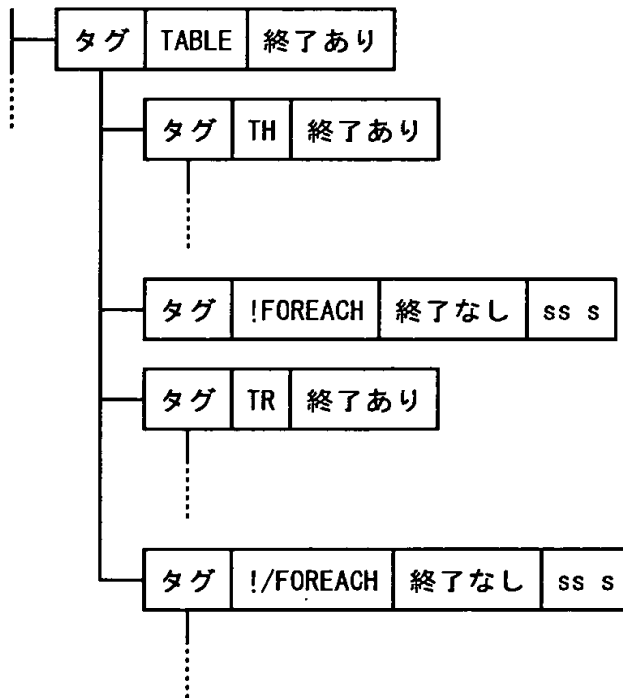 タグ TABLE 終了あり
タグ TH 終了あり
タグ !FOREACH 終了なし ss s
タグ TR 終了あり
タグ !/FOREACH 終了なし ss s